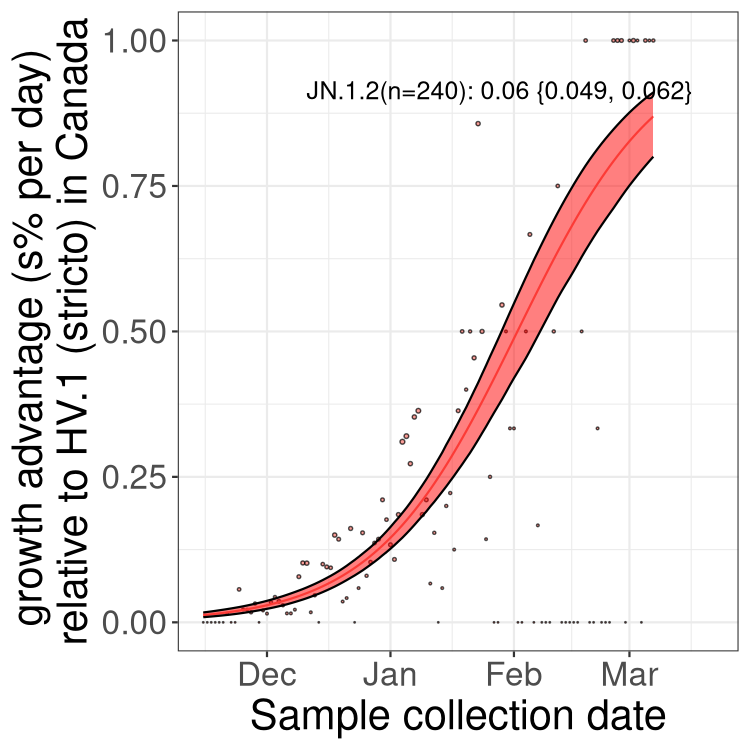 growth advantage (s% per day)
relative to HV.1 (stricto) in Canada
1.00
0.75
0.50
0.25
0.00
JN.1.2(n=240): 0.06 {0.049, 0.062}
Dec Jan Feb Mar
Sample collection date